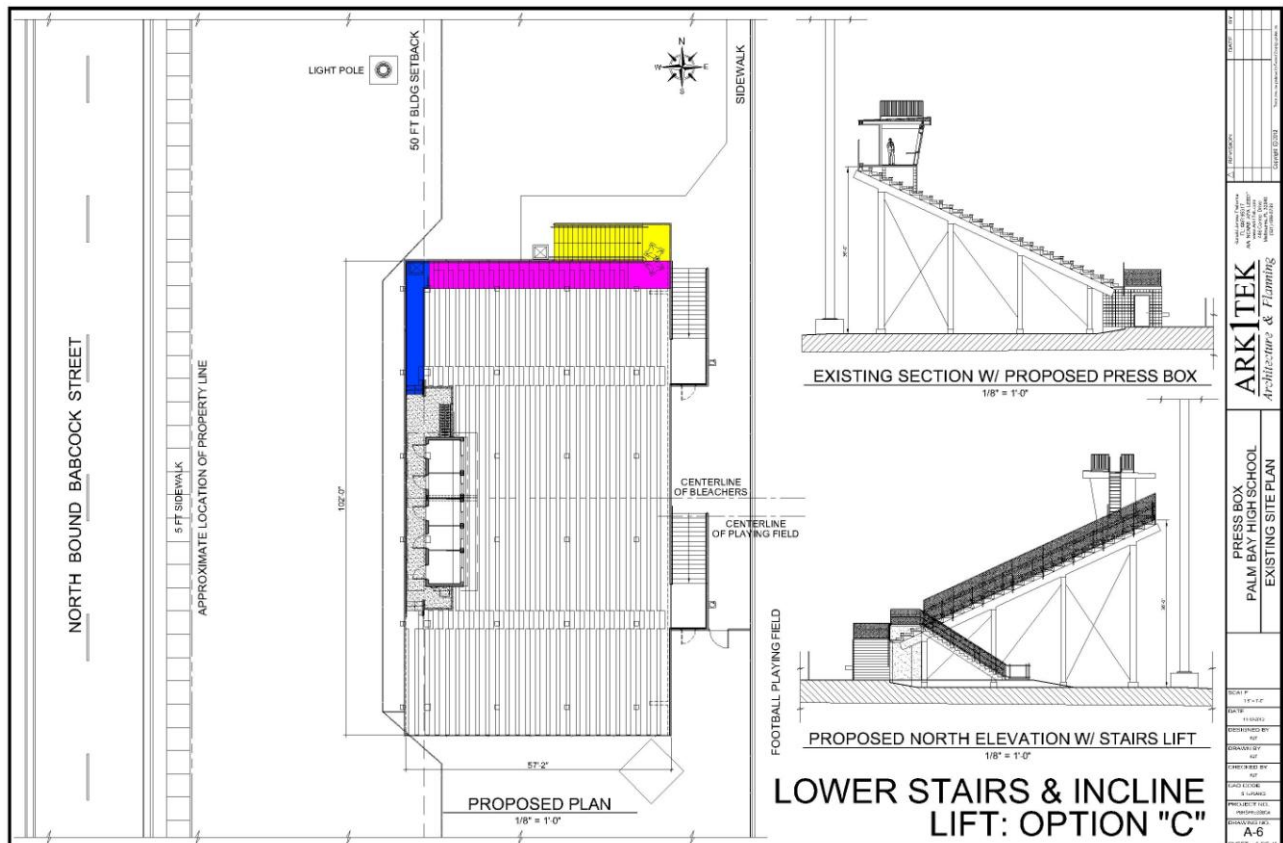 NORTH BOUND BABCOCK STREET
5 FT SIDEWALK
APPROXIMATE LOCATION OF PROPERTY LINE
LIGHT POLE
50 FT BLDG SETBACK
N
W
E
S
SIDEWALK
102'-0"
57'-2"
CENTERLINE
OF BLEACHERS
CENTERLINE
OF PLAYING FIELD
FOOTBALL PLAYING FIELD
PROPOSED PLAN
1/8" = 1'-0"
EXISTING SECTION W/ PROPOSED PRESS BOX
1/8" = 1'-0"
PROPOSED NORTH ELEVATION W/ STAIRS LIFT
1/8" = 1'-0"
LOWER STAIRS & INCLINE
LIFT: OPTION "C"
REVISION
DATE
BY
ARK1TEK
Architecture & Planning
PRESS BOX
PALM BAY HIGH SCHOOL
EXISTING SITE PLAN
SCALE
DATE
DESIGNED BY
DRAWN BY
CHECKED BY
CAD CODE
PROJECT NO.
DRAWING NO.
A-6